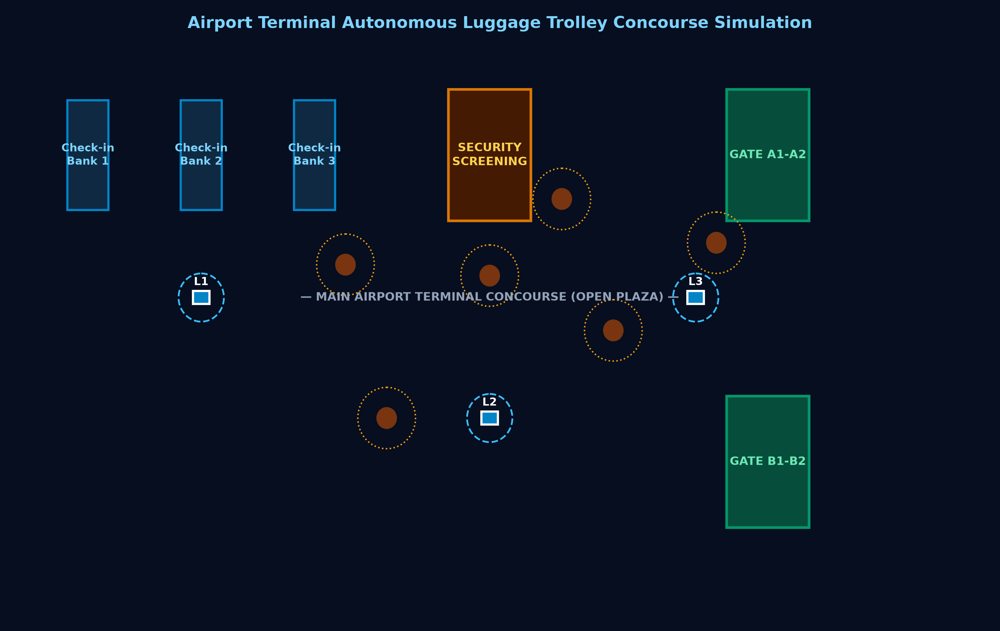 Airport Terminal Autonomous Luggage Trolley Concourse Simulation
Check-in
Bank 1
Check-in
Bank 2
Check-in
Bank 3
SECURITY
SCREENING
GATE A1-A2
L1
L3
— MAIN AIRPORT TERMINAL CONCOURSE (OPEN PLAZA) —
L2
GATE B1-B2